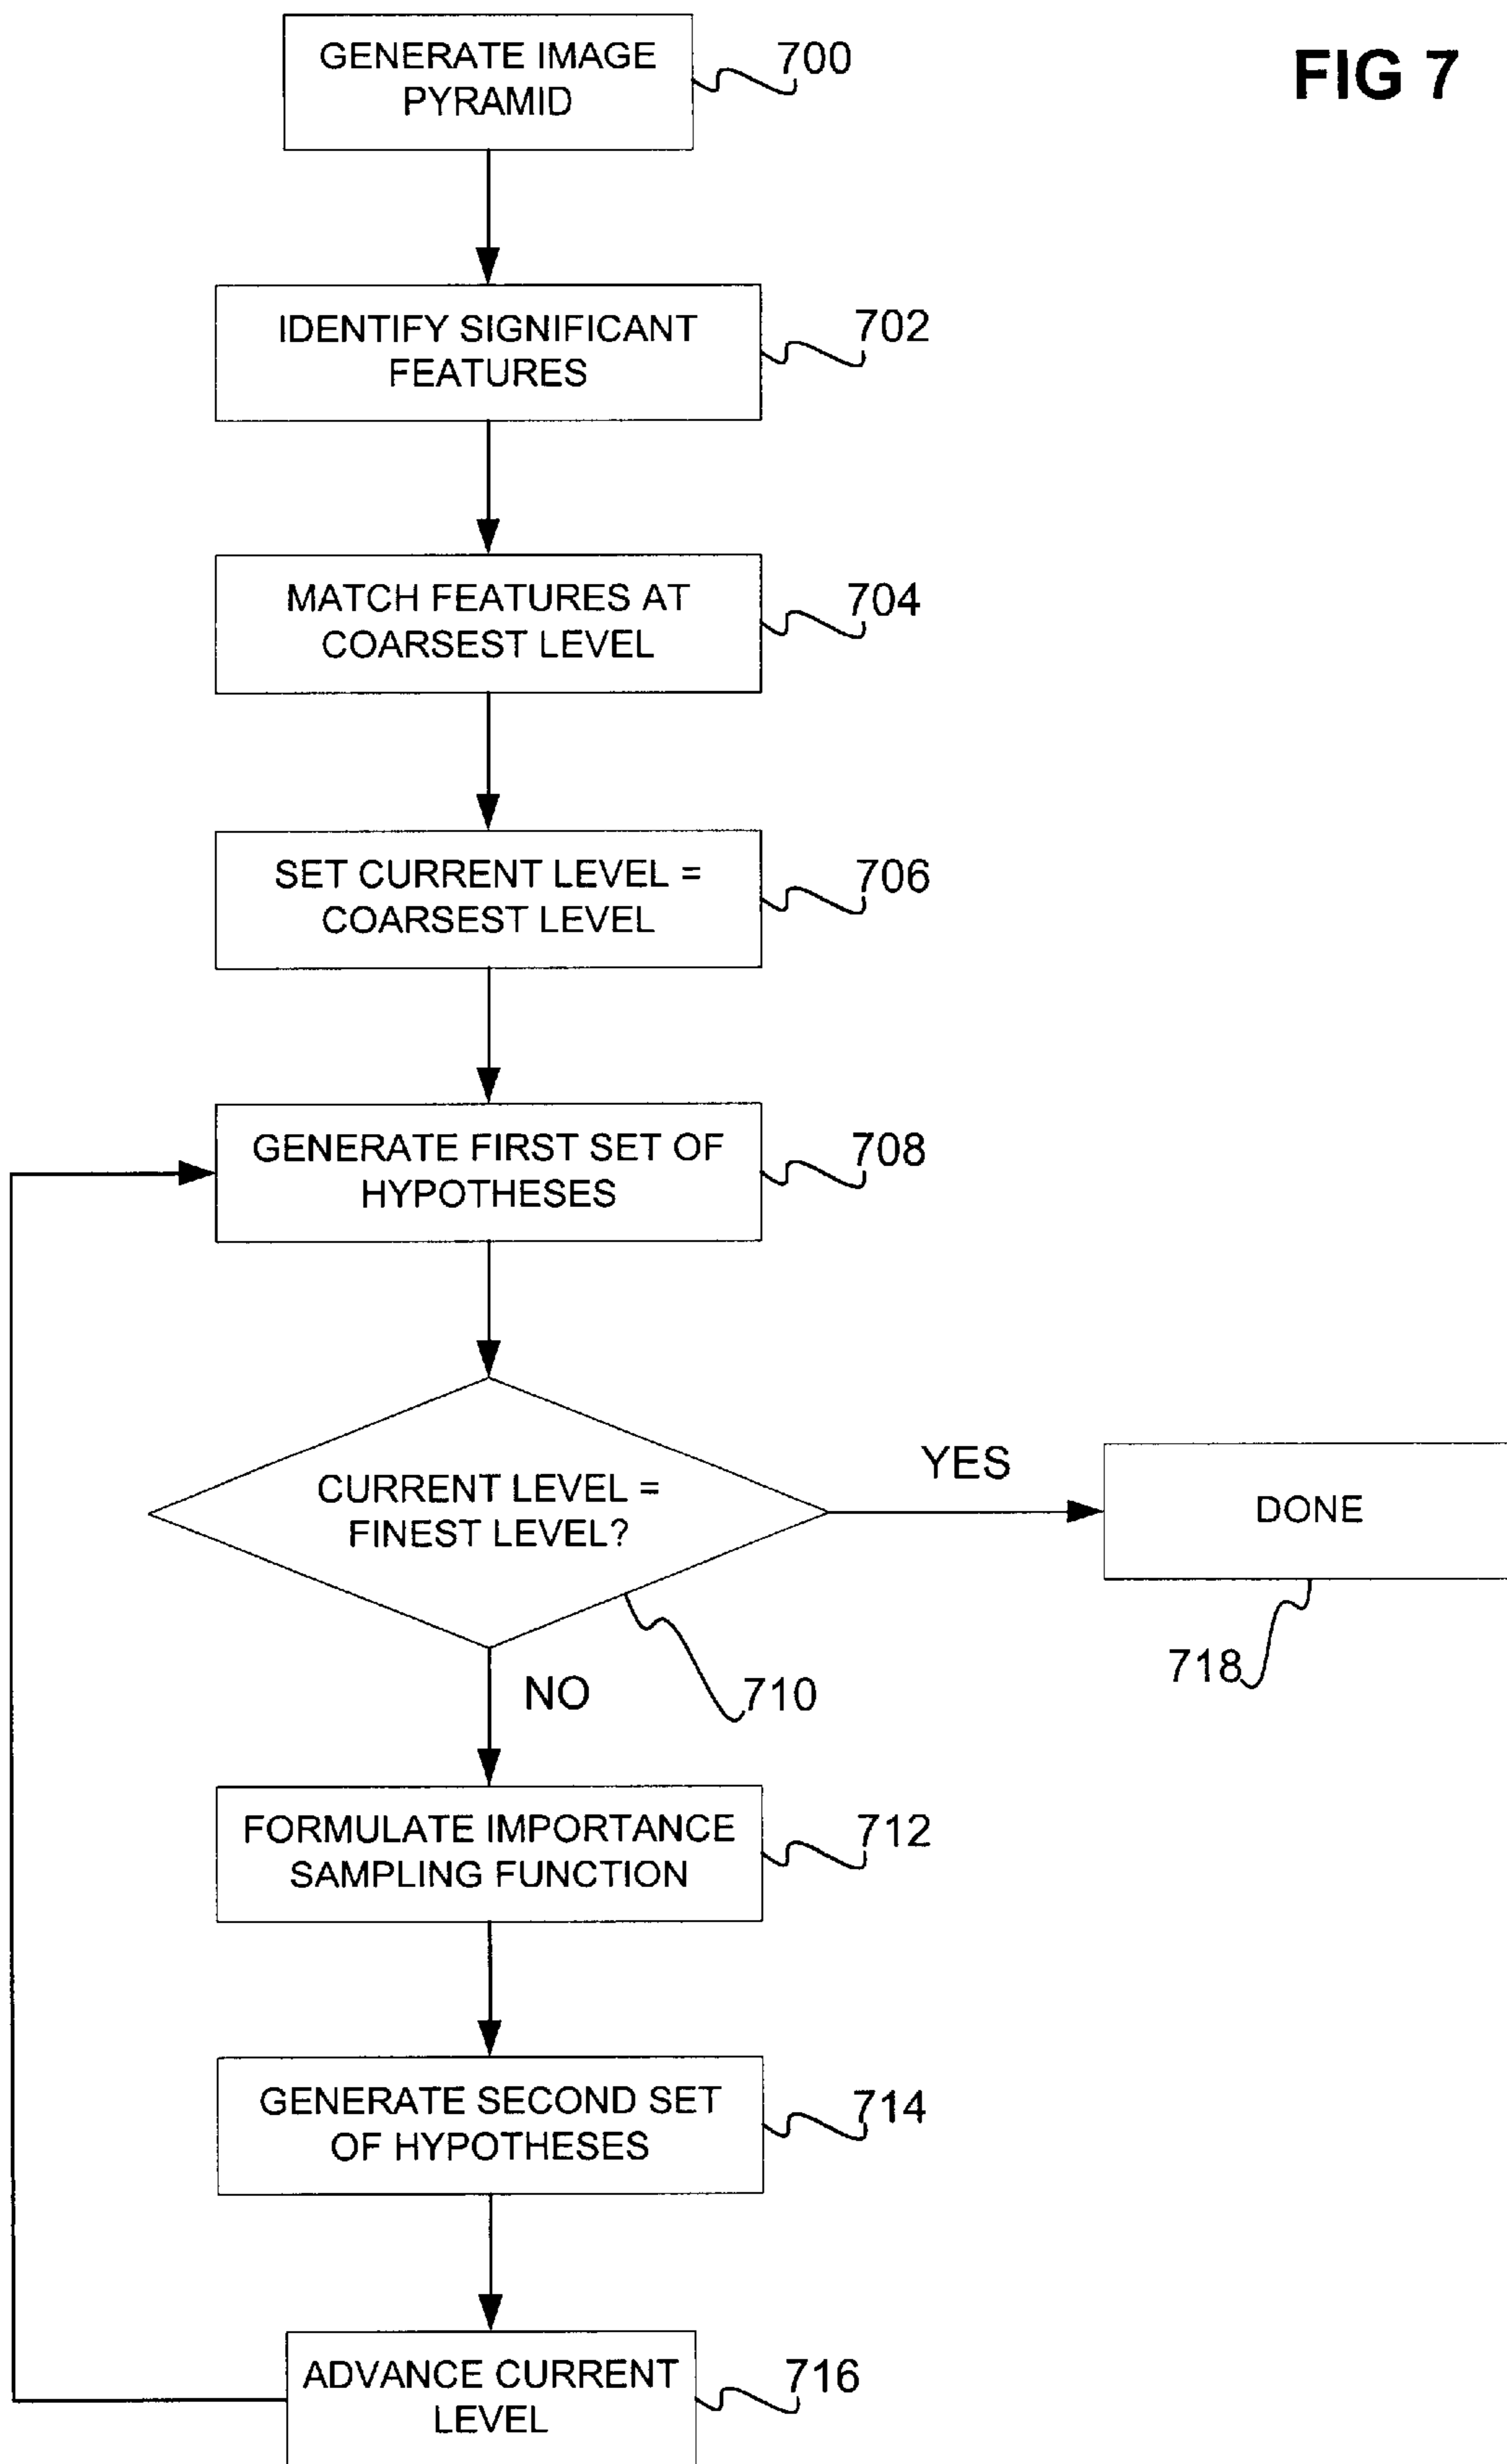 FIG 7
GENERATE IMAGE
PYRAMID
700
IDENTIFY SIGNIFICANT
FEATURES
702
MATCH FEATURES AT
COARSEST LEVEL
704
SET CURRENT LEVEL =
COARSEST LEVEL
706
GENERATE FIRST SET OF
HYPOTHESES
708
CURRENT LEVEL =
FINEST LEVEL?
710
YES
DONE
718
NO
FORMULATE IMPORTANCE
SAMPLING FUNCTION
712
GENERATE SECOND SET
OF HYPOTHESES
714
ADVANCE CURRENT
LEVEL
716